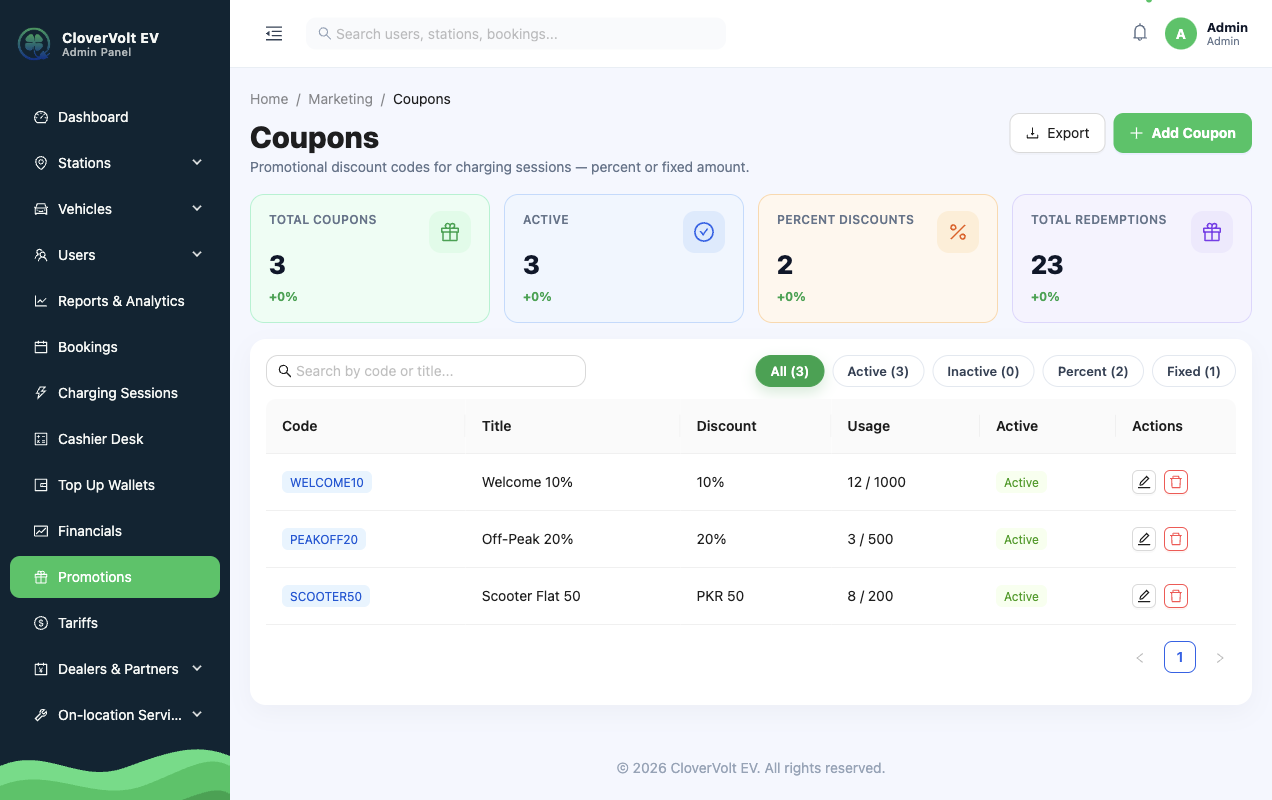 CloverVolt EV
Admin Panel
Dashboard
Stations
Vehicles
Users
Reports & Analytics
Bookings
Charging Sessions
Cashier Desk
Top Up Wallets
Financials
Promotions
Tariffs
Dealers & Partners
On-location Servi...
Search users, stations, bookings...
A
Admin
Admin
Home / Marketing / Coupons
Coupons
Promotional discount codes for charging sessions — percent or fixed amount.
Export
Add Coupon
TOTAL COUPONS
3
+0%
ACTIVE
3
+0%
PERCENT DISCOUNTS
2
+0%
TOTAL REDEMPTIONS
23
+0%
Search by code or title...
All (3) Active (3) Inactive (0) Percent (2) Fixed (1)
Code Title Discount Usage Active Actions
WELCOME10 Welcome 10% 10% 12 / 1000 Active
PEAKOFF20 Off-Peak 20% 20% 3 / 500 Active
SCOOTER50 Scooter Flat 50 PKR 50 8 / 200 Active
1
© 2026 CloverVolt EV. All rights reserved.